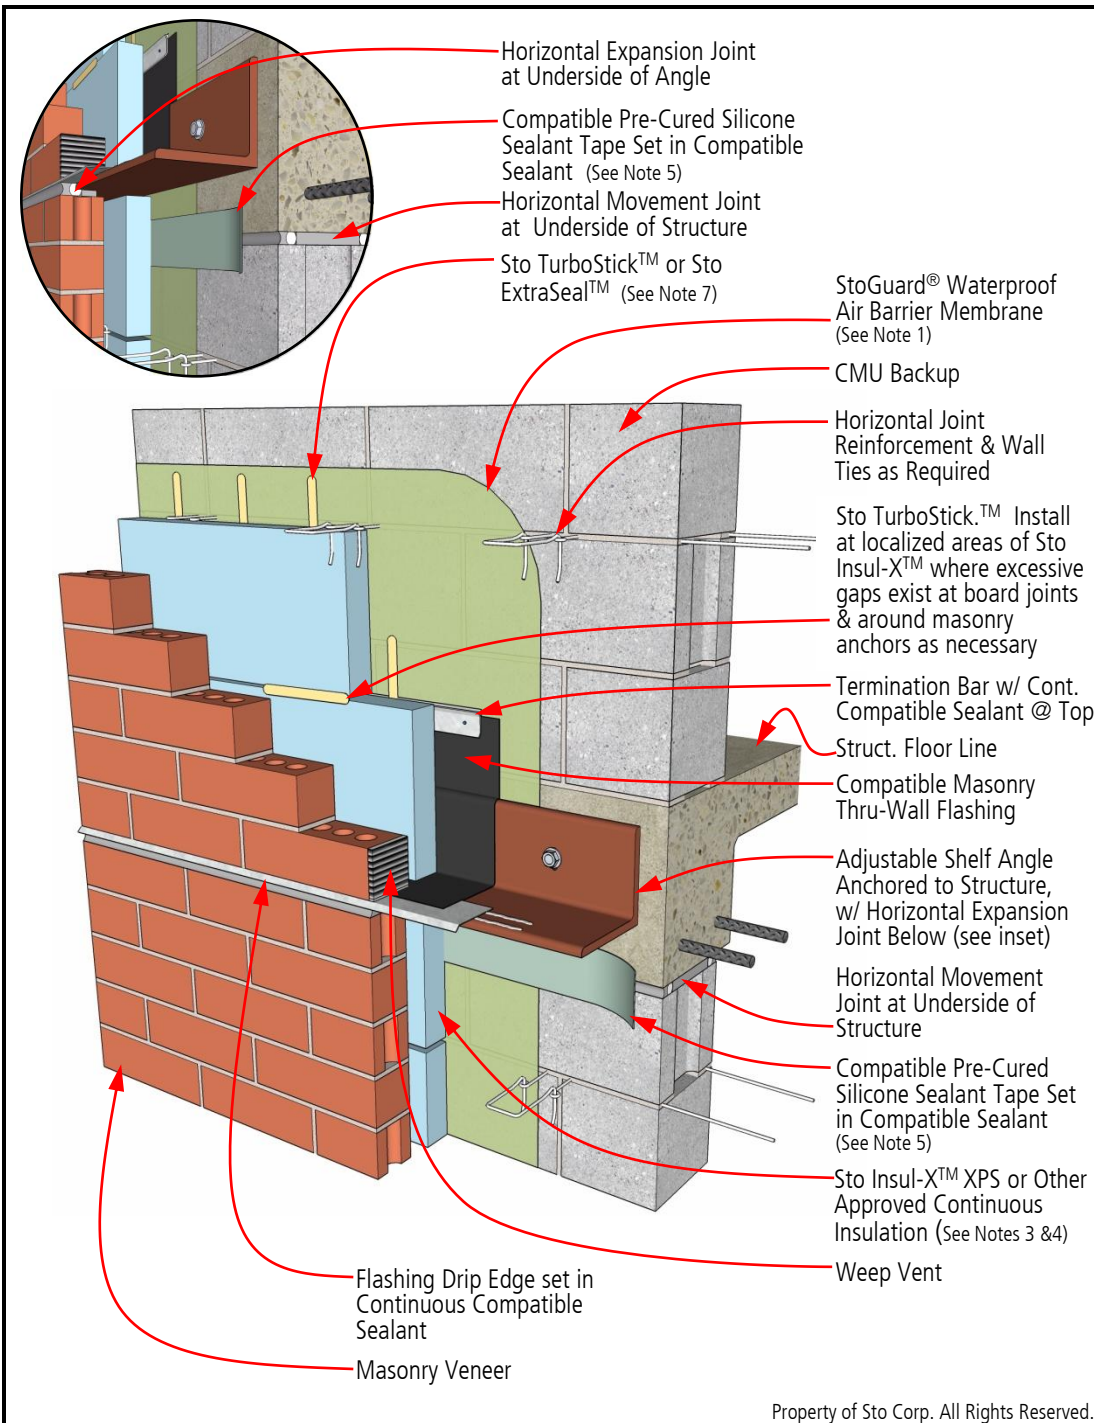 Horizontal Expansion Joint
at Underside of Angle
Compatible Pre-Cured Silicone
Sealant Tape Set in Compatible
Sealant (See Note 5)
Horizontal Movement Joint
at Underside of Structure
Sto TurboStick™ or Sto
ExtraSeal™ (See Note 7)
StoGuard® Waterproof
Air Barrier Membrane
(See Note 1)
CMU Backup
Horizontal Joint
Reinforcement & Wall
Ties as Required
Sto TurboStick.™ Install
at localized areas of Sto
Insul-X™ where excessive
gaps exist at board joints
& around masonry
anchors as necessary
Termination Bar w/ Cont.
Compatible Sealant @ Top
Struct. Floor Line
Compatible Masonry
Thru-Wall Flashing
Adjustable Shelf Angle
Anchored to Structure,
w/ Horizontal Expansion
Joint Below (see inset)
Horizontal Movement
Joint at Underside of
Structure
Compatible Pre-Cured
Silicone Sealant Tape Set
in Compatible Sealant
(See Note 5)
Sto Insul-X™ XPS or Other
Approved Continuous
Insulation (See Notes 3 &4)
Weep Vent
Flashing Drip Edge set in
Continuous Compatible
Sealant
Masonry Veneer
Property of Sto Corp. All Rights Reserved.